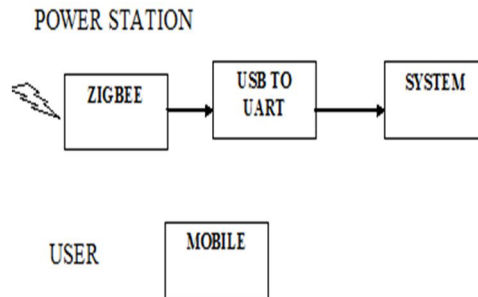 POWER STATION
ZIGBEE
USB TO
UART
SYSTEM
USER
MOBILE